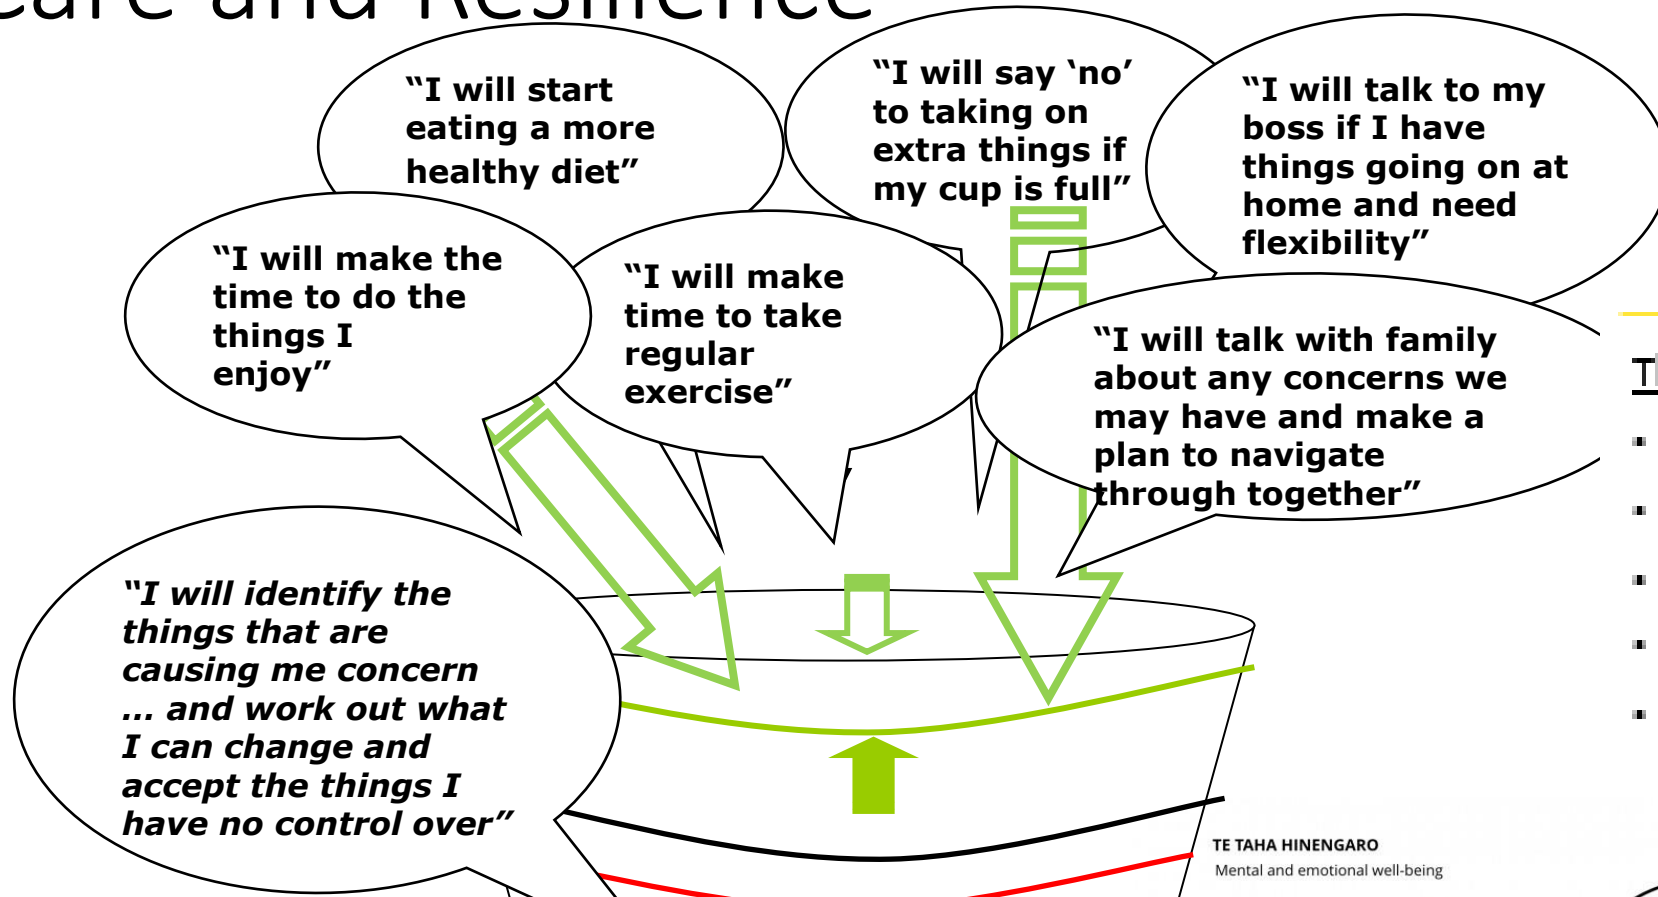 Care and Resilience
“I will start
eating a more
healthy diet”
“I will say ‘no’
to taking on
extra things if
my cup is full”
“I will talk to my
boss if I have
things going on at
home and need
flexibility”
“I will make the
time to do the
things I
enjoy”
“I will make
time to take
regular
exercise”
“I will talk with family
about any concerns we
may have and make a
plan to navigate
through together”
“I will identify the
things that are
causing me concern
... and work out what
I can change and
accept the things I
have no control over”
TE TAHA HINENGARO
Mental and emotional well-being